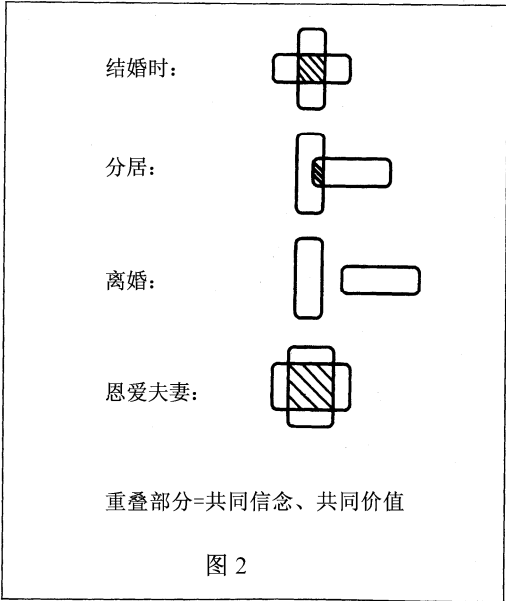 结婚时：
分居：
离婚：
恩爱夫妻：
重叠部分=共同信念、共同价值
图 2